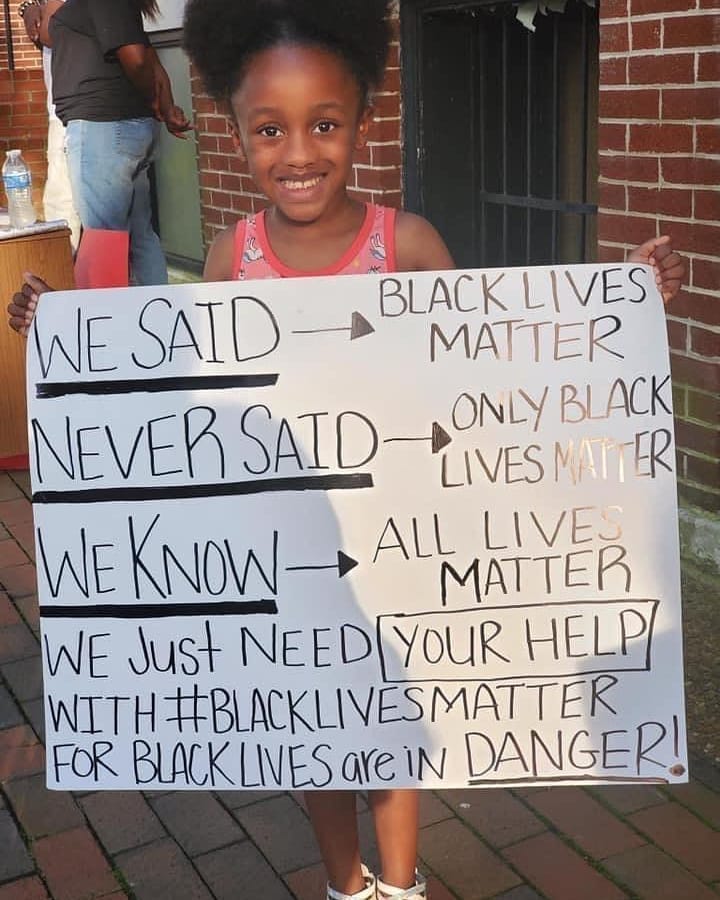 WE SAID → BLACK LIVES
MATTER
NEVER SAID → ONLY BLACK
LIVES MATTER
WE KNOW → ALL LIVES
MATTER
WE JUSt NEED YOUR HELP
WITH #BLACKLIVESMATTER
FOR BLACK LIVES are iN DANGER!